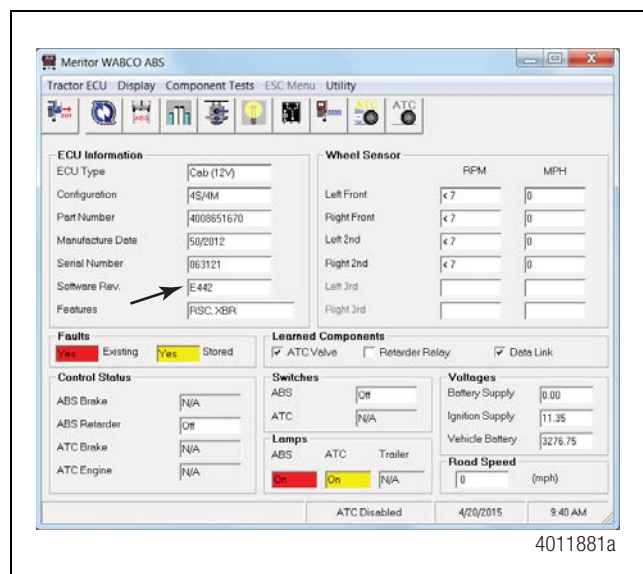 Meritor WABCO ABS
Tractor ECU Display Component Tests ESC Menu Utility
EXIT ABS ATC ATC
ECU Information
ECU Type Cab (12V)
Configuration 4S/4M
Part Number 4008651670
Manufacture Date 50/2012
Serial Number 063121
Software Rev. E442
Features RSC, XBR
Wheel Sensor
RPM MPH
Left Front < 7 0
Right Front < 7 0
Left 2nd < 7 0
Right 2nd < 7 0
Left 3rd
Right 3rd
Faults
Yes Existing Yes Stored
Learned Components
ATC Valve Retarder Relay Data Link
Control Status
ABS Brake N/A
ABS Retarder Off
ATC Brake N/A
ATC Engine N/A
Switches
ABS Off
ATC N/A
Lamps
ABS ATC Trailer
On On N/A
Voltages
Battery Supply 0.00
Ignition Supply 11.35
Vehicle Battery 3276.75
Road Speed
0 (mph)
ATC Disabled 4/20/2015 9:40 AM
4011881a